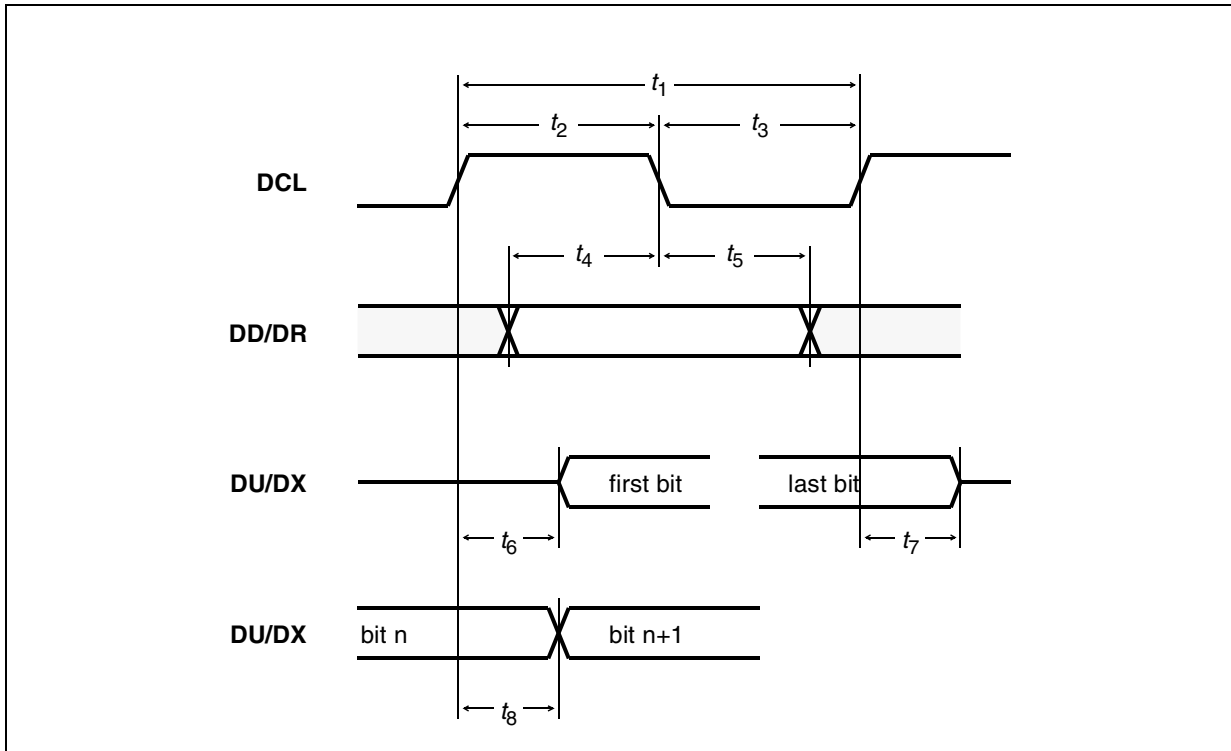 t1
t2 t3
DCL
t4 t5
DD/DR
DU/DX first bit last bit
t6 t7
DU/DX bit n bit n+1
t8